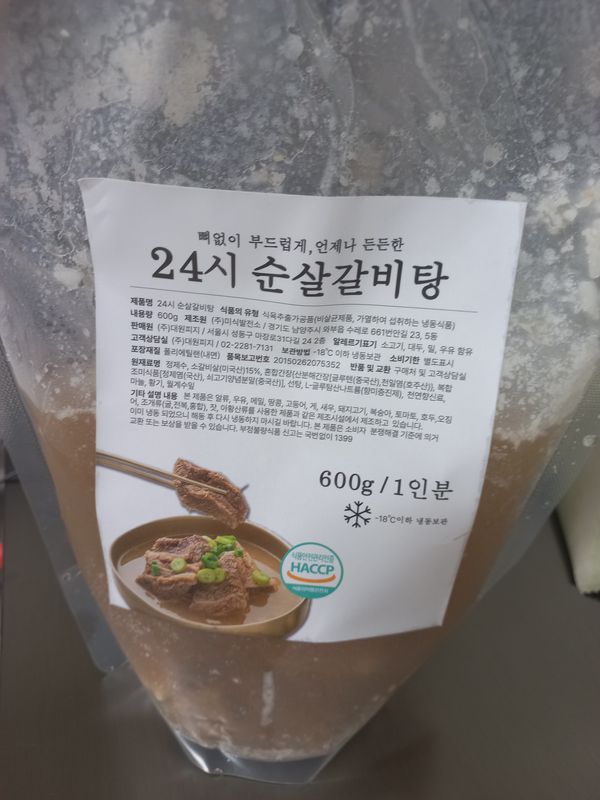 뼈없이 부드럽게, 언제나 든든한
24시 순살갈비탕
제품명 24시 순살갈비탕 식품의 유형 식육추출가공품(비살균제품, 가열하여 섭취하는 냉동식품)
내용량 600g 제조원 (주)미식발전소 / 경기도 남양주시 와부읍 수레로 661번안길 23, 5동
판매원 (주)대원피지 / 서울시 성동구 마장로31다길 24 2층 알레르기표기 소고기, 대두, 밀, 우유 함유
고객상담실 (주)대원피지 / 02-2281-7131 보관방법 -18℃ 이하 냉동보관 소비기한 별도표시
포장재질 폴리에틸렌(내면) 품목보고번호 20150262075352 반품 및 교환 구매처 및 고객상담실
원재료명 정제수, 소갈비살(미국산)15%, 혼합간장(산분해간장[글루텐(중국산), 천일염(호주산)), 복합
조미식품[정제염(국산), 쇠고기양념분말(중국산)], 선탕, L-글루탐산나트륨(향미증진제), 천연향신료,
마늘, 황기, 월계수잎
기타 설명 내용 본 제품은 알류, 우유, 메밀, 땅콩, 고등어, 게, 새우, 돼지고기, 복숭아, 토마토, 호두, 오징
어, 조개류(굴,전복,홍합), 잣, 아황산류를 사용한 제품과 같은 제조시설에서 제조하고 있습니다.
이미 냉동 되었으니 해동 후 다시 냉동하지 마시길 바랍니다. 본 제품은 소비자 분쟁해결 기준에 의거
교환 또는 보상을 받을 수 있습니다. 부정불량식품 신고는 국번없이 1399
600g / 1인분
-18℃이하 냉동보관
식품안전관리인증
HACCP
식품의약품안전처